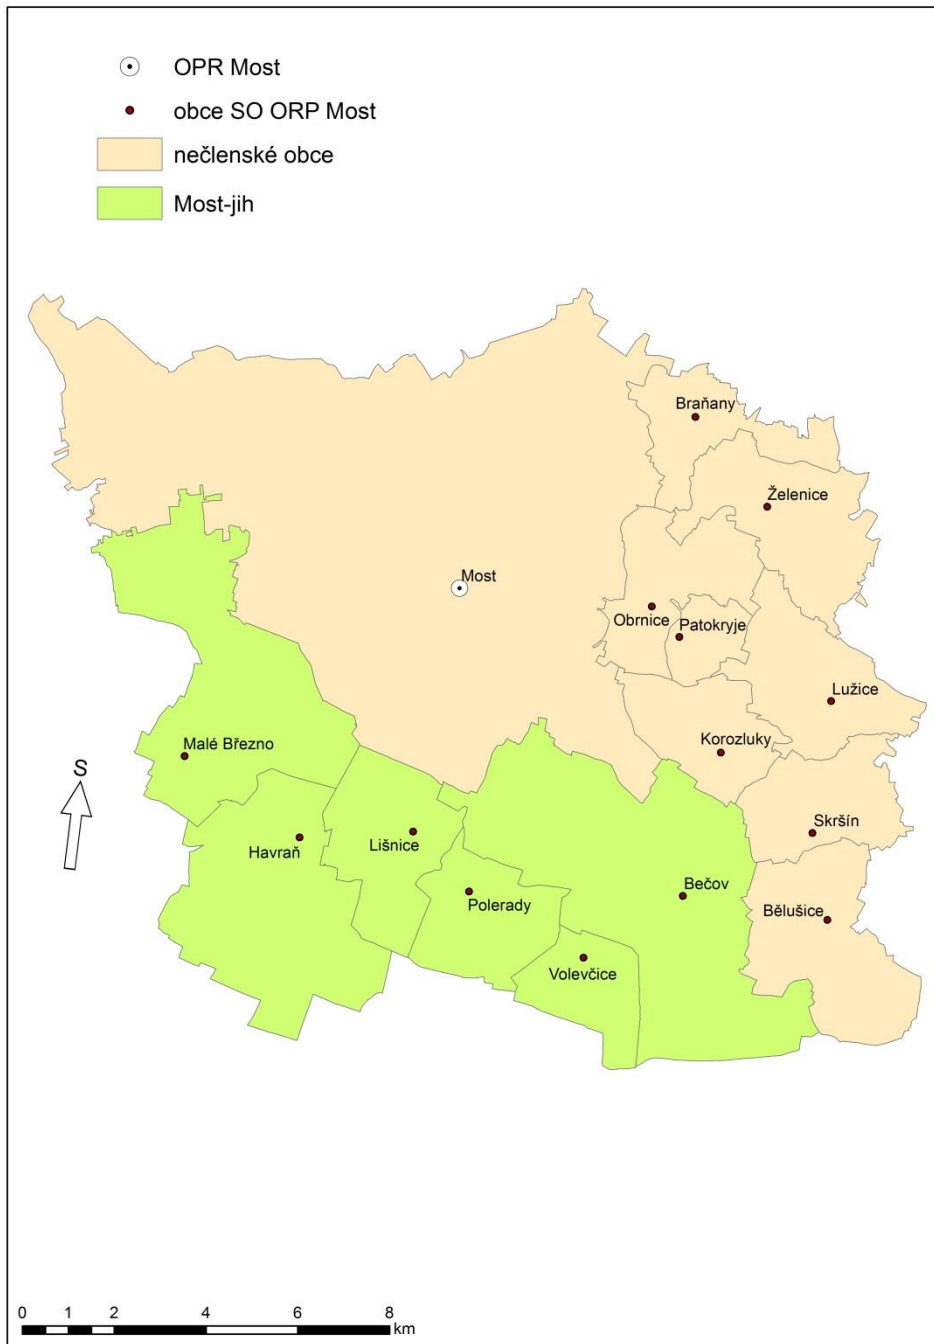 OPR Most
obce SO ORP Most
nečlenské obce
Most-jih
Braňany
Želenice
Most
Obrnice
Patokryje
Lužice
Korozluky
Malé Březno
S
Skršín
Havraň
Lišnice
Bečov
Polerady
Bělušice
Volevčice
0 1 2 4 6 8
km